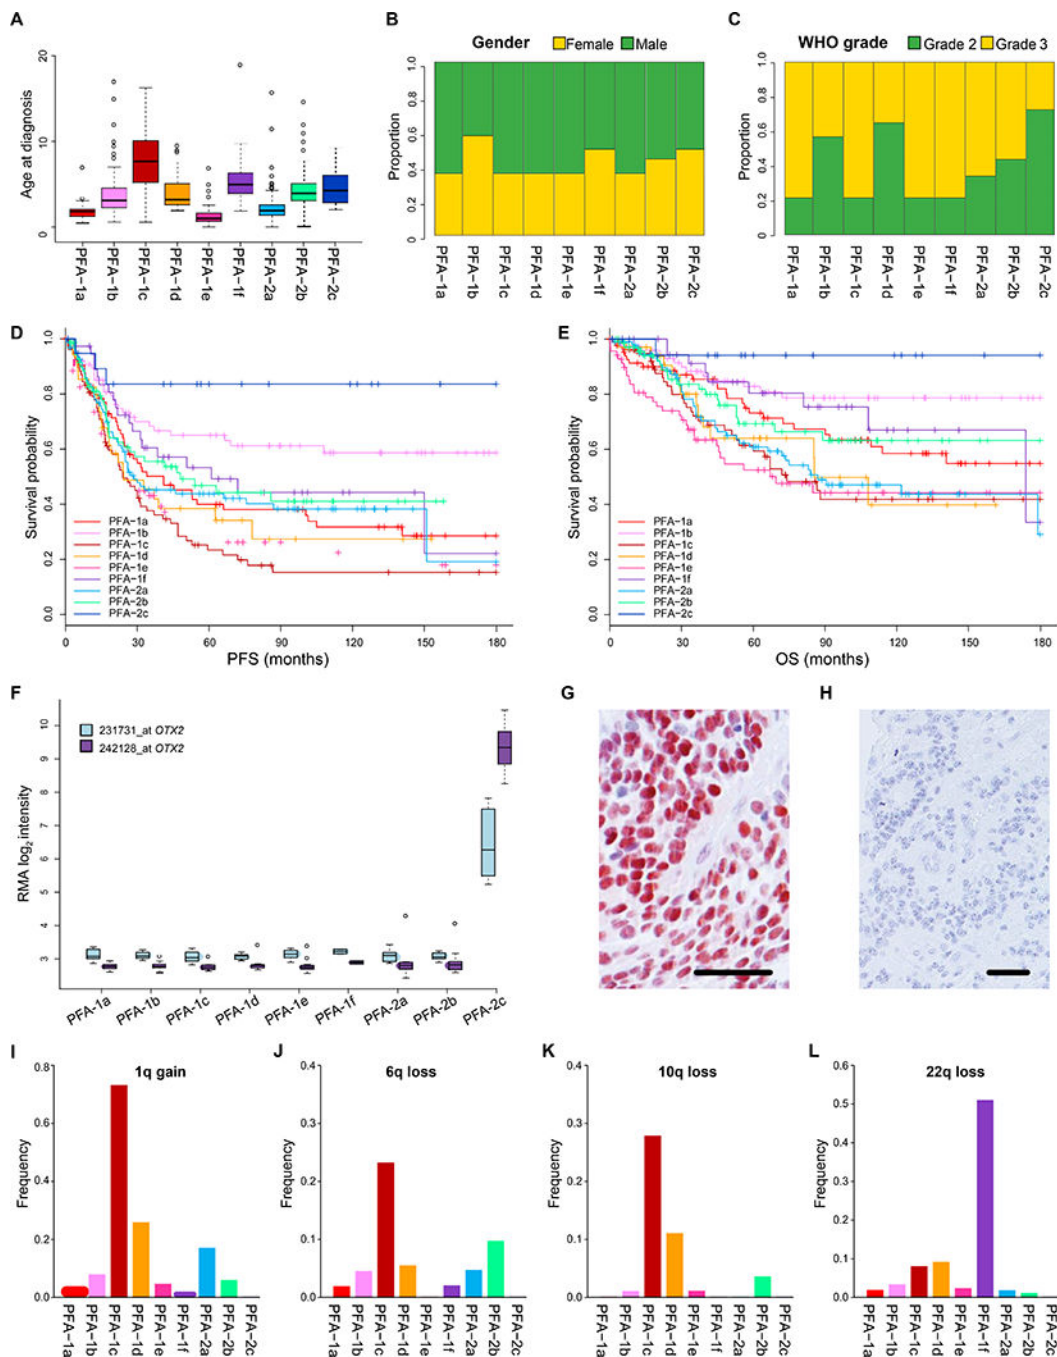 A
Age at diagnosis
20
10
0
PFA-1a
PFA-1b
PFA-1c
PFA-1d
PFA-1e
PFA-1f
PFA-2a
PFA-2b
PFA-2c
B
Gender
Female
Male
Proportion
1.0
0.8
0.6
0.4
0.2
0
PFA-1a
PFA-1b
PFA-1c
PFA-1d
PFA-1e
PFA-1f
PFA-2a
PFA-2b
PFA-2c
C
WHO grade
Grade 2
Grade 3
Proportion
1.0
0.8
0.6
0.4
0.2
0
PFA-1a
PFA-1b
PFA-1c
PFA-1d
PFA-1e
PFA-1f
PFA-2a
PFA-2b
PFA-2c
D
Survival probability
1.0
0.8
0.6
0.4
0.2
0.0
PFA-1a
PFA-1b
PFA-1c
PFA-1d
PFA-1e
PFA-1f
PFA-2a
PFA-2b
PFA-2c
0 30 60 90 120 150 180
PFS (months)
E
Survival probability
1.0
0.8
0.6
0.4
0.2
0.0
PFA-1a
PFA-1b
PFA-1c
PFA-1d
PFA-1e
PFA-1f
PFA-2a
PFA-2b
PFA-2c
0 30 60 90 120 150 180
OS (months)
F
RMA log2 intensity
10
9
8
7
6
5
4
3
231731_at OTX2
242128_at OTX2
PFA-1a
PFA-1b
PFA-1c
PFA-1d
PFA-1e
PFA-1f
PFA-2a
PFA-2b
PFA-2c
G
H
I
1q gain
Frequency
0.8
0.6
0.4
0.2
0.0
PFA-1a
PFA-1b
PFA-1c
PFA-1d
PFA-1e
PFA-1f
PFA-2a
PFA-2b
PFA-2c
J
6q loss
Frequency
0.4
0.3
0.2
0.1
0.0
PFA-1a
PFA-1b
PFA-1c
PFA-1d
PFA-1e
PFA-1f
PFA-2a
PFA-2b
PFA-2c
K
10q loss
Frequency
0.4
0.3
0.2
0.1
0.0
PFA-1a
PFA-1b
PFA-1c
PFA-1d
PFA-1e
PFA-1f
PFA-2a
PFA-2b
PFA-2c
L
22q loss
Frequency
0.6
0.5
0.4
0.3
0.2
0.1
0.0
PFA-1a
PFA-1b
PFA-1c
PFA-1d
PFA-1e
PFA-1f
PFA-2a
PFA-2b
PFA-2c